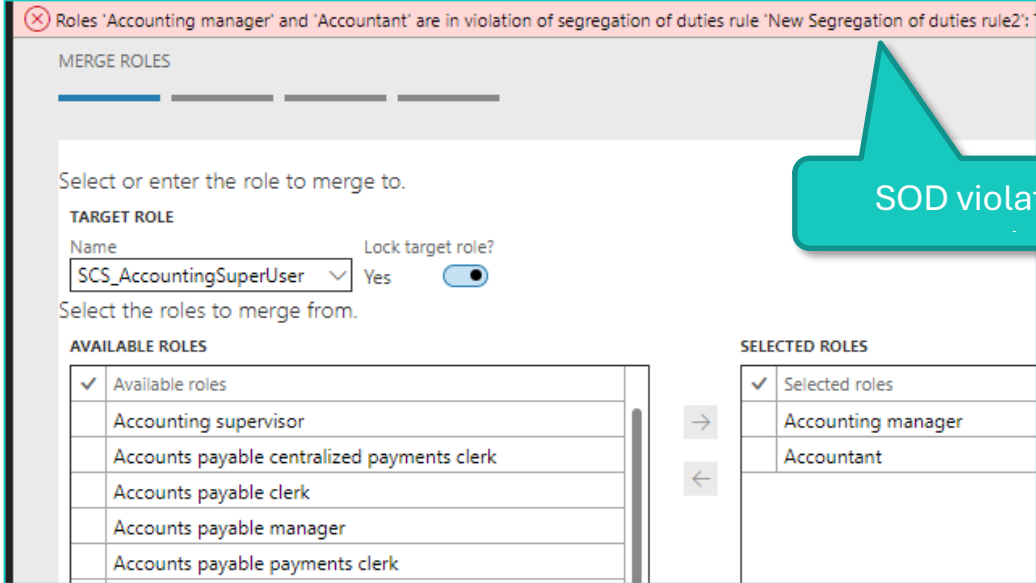 Roles 'Accounting manager' and 'Accountant' are in violation of segregation of duties rule 'New Segregation of duties rule2':
MERGE ROLES
SOD
Select or enter the role to merge to.
TARGET ROLE
Name
Lock target role?
SCS_AccountingSuperUser
Yes
Select the roles to merge from.
AVAILABLE ROLES
Available roles
Accounting supervisor
Accounts payable centralized payments clerk
Accounts payable clerk
Accounts payable manager
Accounts payable payments clerk
SELECTED ROLES
Selected roles
Accounting manager
Accountant